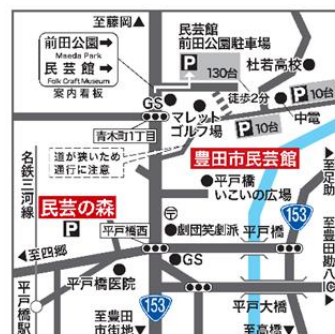 至藤岡▲
前田公園➡
Maeda Park
民芸館➡
Folk Craft Museum
案内看板
民芸館
前田公園駐車場
P
130台
杜若高校
GS
マレット
ゴルフ場
徒歩2分
P 10台
中電
P 10台
青木町1丁目
道が狭いため
通行に注意
豊田市民芸館
平戸橋
いこいの広場
名鉄三河線
民芸の森
P
〒
153
平戸橋西
劇団笑劇派
平戸橋
◀至四郷
GS
平戸橋医院
平戸橋駅
153
至豊田
市街地▼
平戸大橋
至高橋▼
至豊田勘八